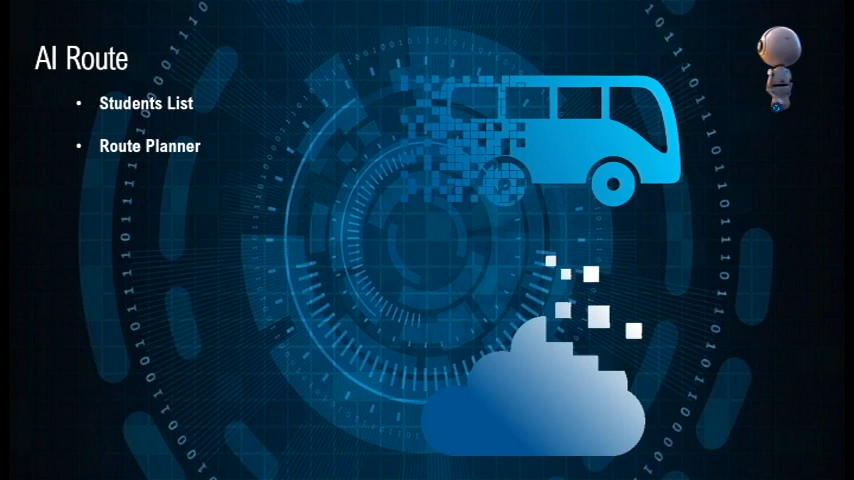 AI Route
• Students List
• Route Planner